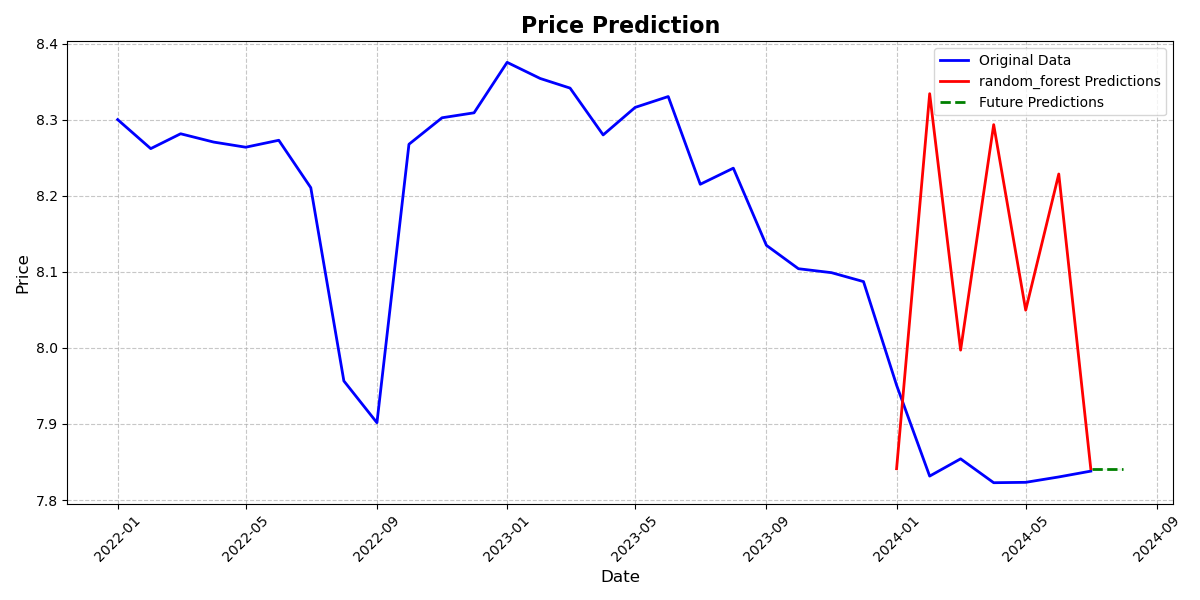 Price Prediction
8.4
8.3
8.2
8.1
8.0
7.9
7.8
Price
Original Data
random_forest Predictions
Future Predictions
2022-01
2022-05
2022-09
2023-01
2023-05
2023-09
2024-01
2024-05
2024-09
Date